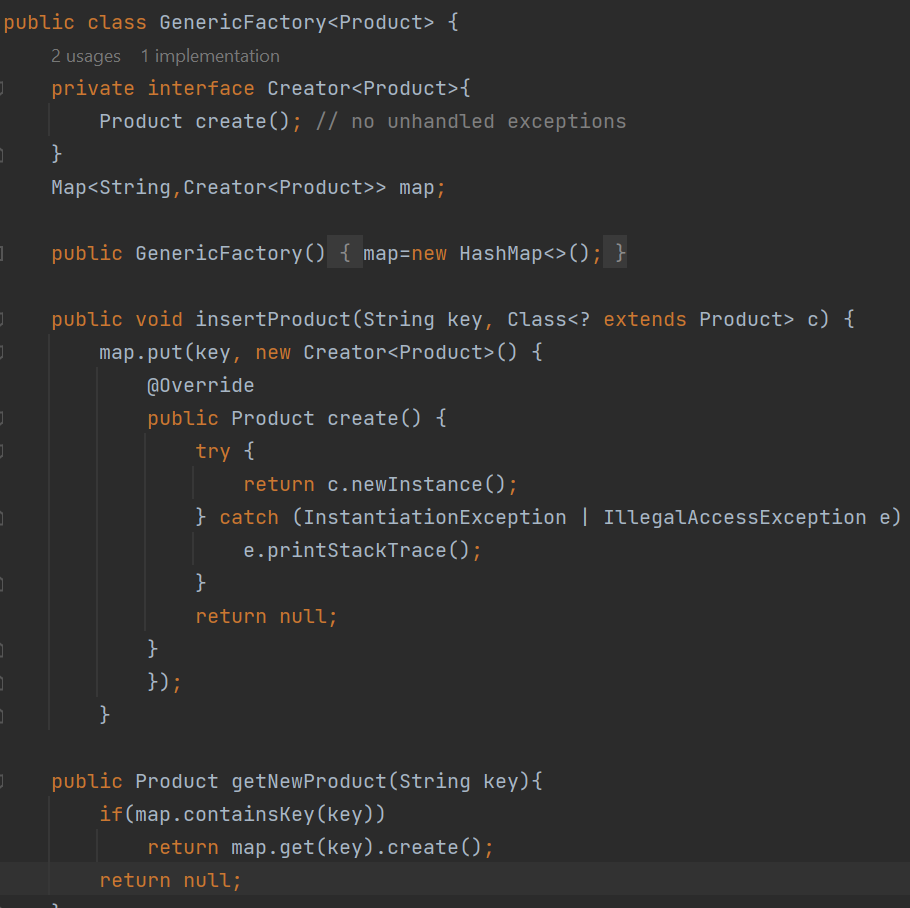 public class GenericFactory<Product> {
2 usages 1 implementation
private interface Creator<Product>{
Product create(); // no unhandled exceptions
}
Map<String,Creator<Product>> map;
public GenericFactory() { map=new HashMap<>(); }
public void insertProduct(String key, Class<? extends Product> c) {
map.put(key, new Creator<Product>() {
@Override
public Product create() {
try {
return c.newInstance();
} catch (InstantiationException | IllegalAccessException e)
e.printStackTrace();
}
return null;
}
});
}
public Product getNewProduct(String key){
if(map.containsKey(key))
return map.get(key).create();
return null;
}